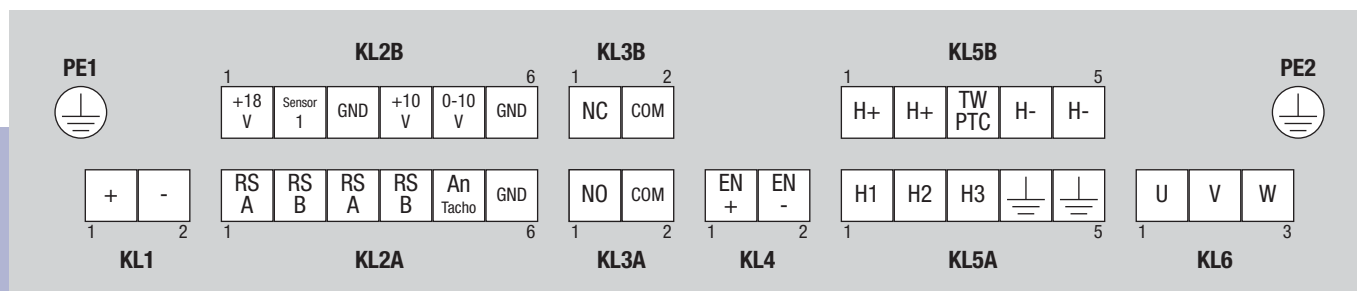 KL2B KL3B KL5B
PE1 PE2
1 6 1 2 1 5
+18 V Sensor 1 GND +10 V 0-10 V GND NC COM H+ H+ TW PTC H- H-
+ - RS A RS B RS A RS B An Tacho GND NO COM EN + EN - H1 H2 H3 U V W
1 2 1 6 1 2 1 2 1 5 1 3
KL1 KL2A KL3A KL4 KL5A KL6